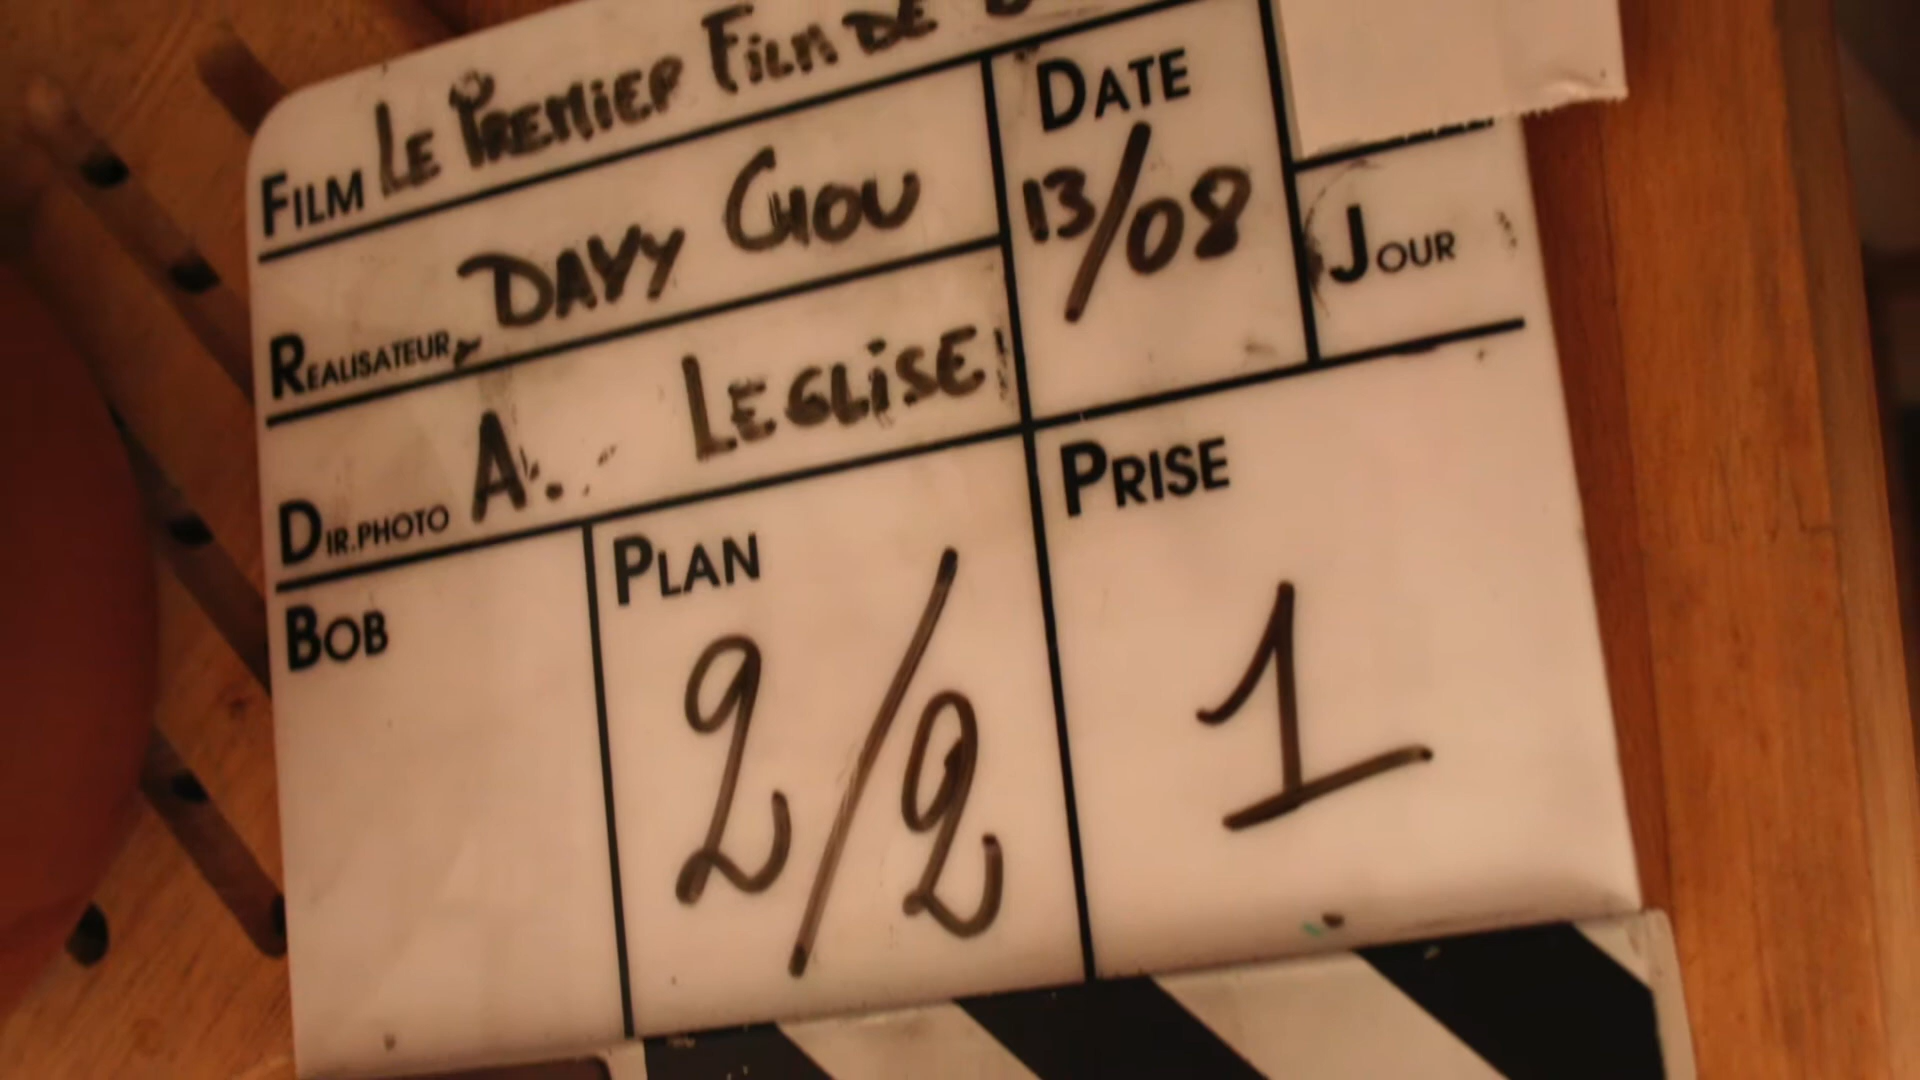 FILM LE PREMIER FILM DE
DATE
13/08
REALISATEUR DAVY CHOU
JOUR
DIR.PHOTO A. LEGLISE
BOB
PLAN
2/2
PRISE
1